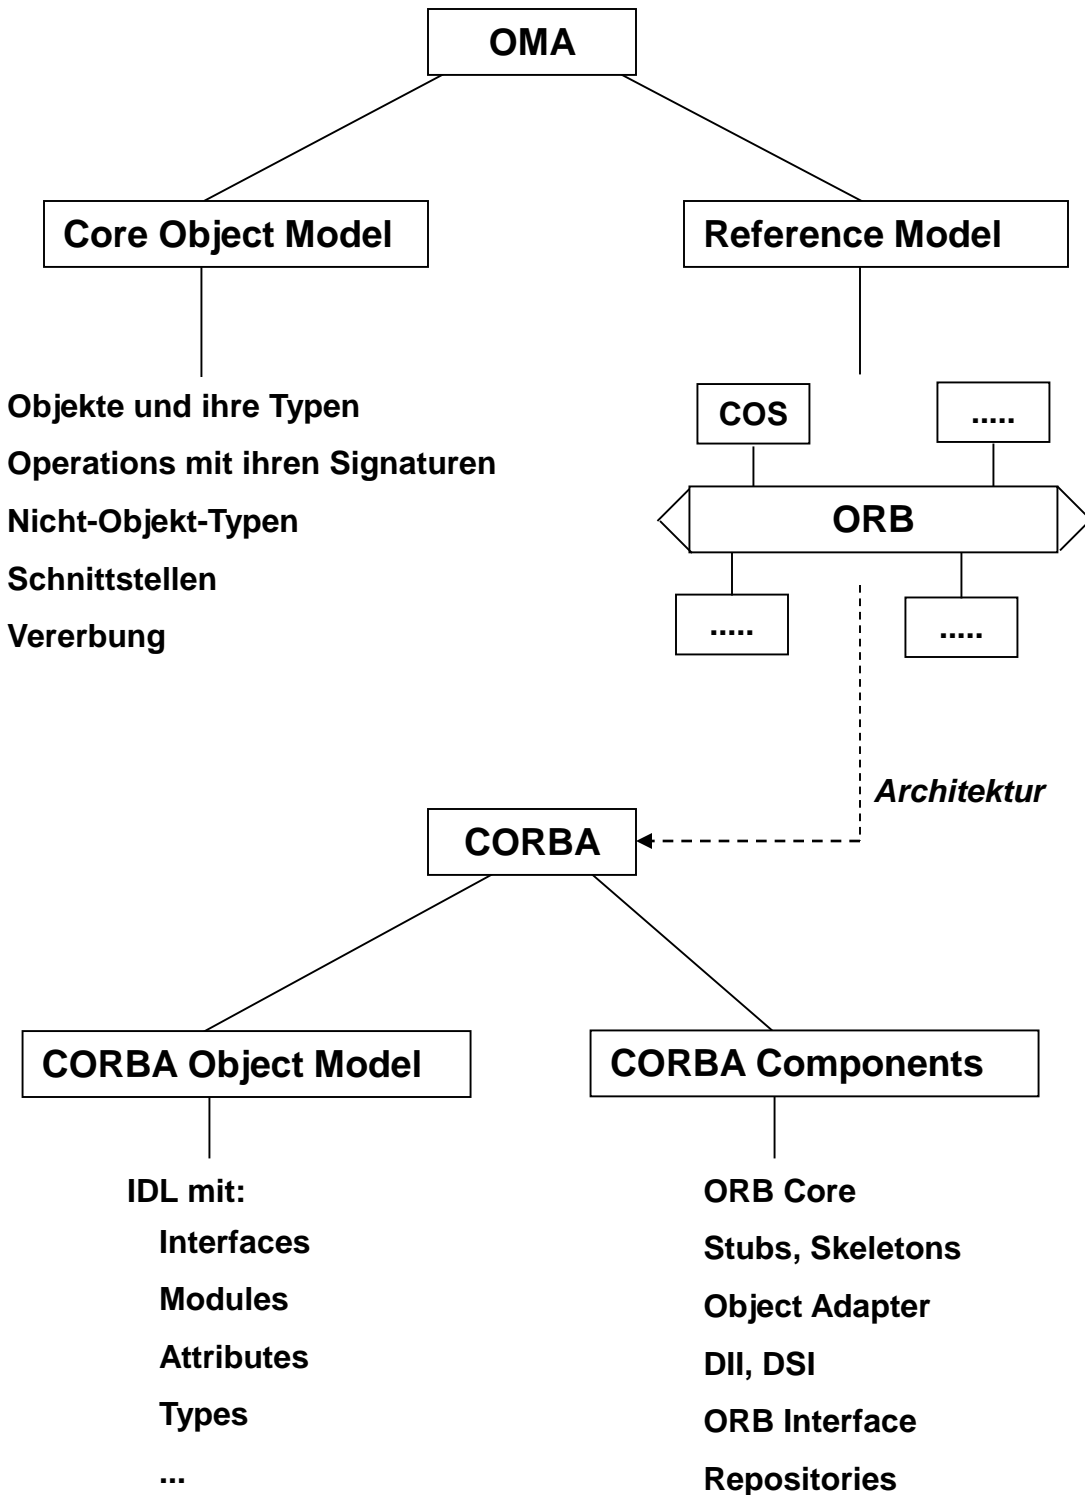 OMA
Core Object Model
Reference Model
Objekte und ihre Typen
Operations mit ihren Signaturen
Nicht-Objekt-Typen
Schnittstellen
Vererbung
COS
.....
ORB
.....
.....
Architektur
CORBA
CORBA Object Model
CORBA Components
IDL mit:
Interfaces
Modules
Attributes
Types
...
ORB Core
Stubs, Skeletons
Object Adapter
DII, DSI
ORB Interface
Repositories